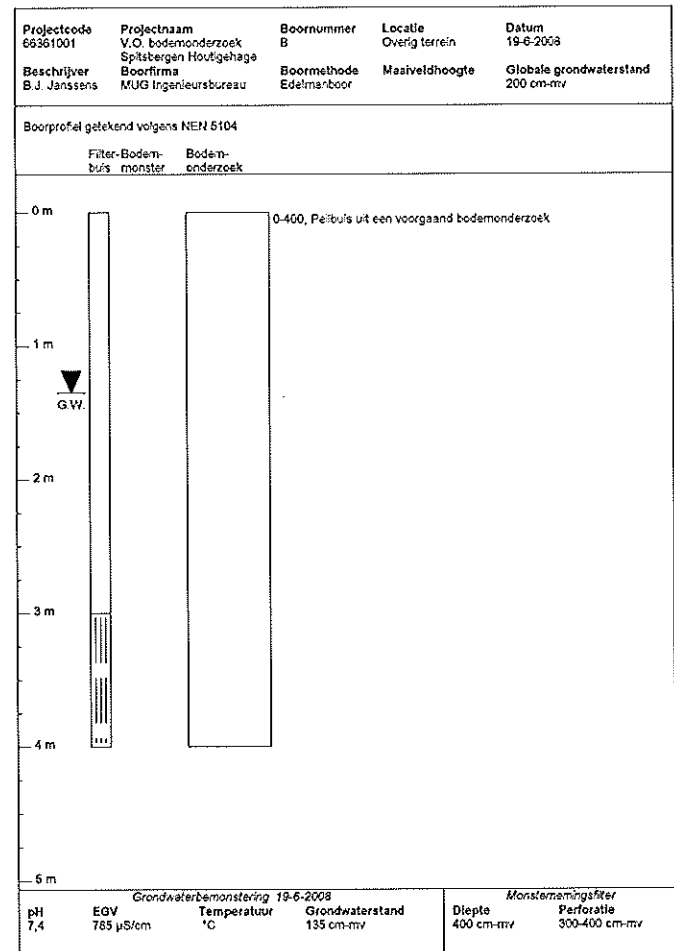 Projectcode Projectnaam Boornummer Locatie Datum
66361001 V.O. bodemonderzoek B Overig terrein 19-6-2008
Spitsbergen Houtigehage
Beschrijver Boorfirma Boormethode Maaiveldhoogte Globale grondwaterstand
B.J. Janssens MUG Ingenieursbureau Edelmanboor 200 cm-mv
Boorprofiel getekend volgens NEN 5104
Filter- Bodem- Bodem-
buis monster onderzoek
0 m 0-400, Peilbuis uit een voorgaand bodemonderzoek
1 m
G.W.
2 m
3 m
4 m
5 m
Grondwaterbemonstering 19-6-2008 Monsternemingsfilter
pH EGV Temperatuur Grondwaterstand Diepte Perforatie
7,4 785 µS/cm °C 135 cm-mv 400 cm-mv 300-400 cm-mv